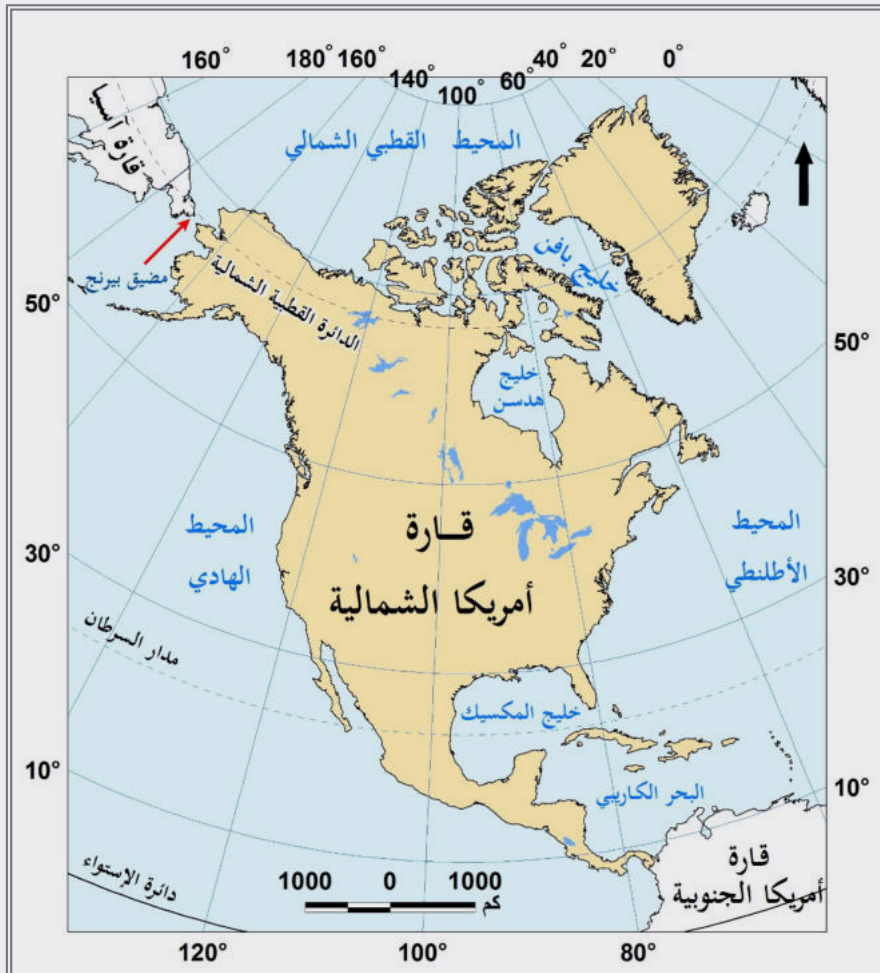 160° 180° 160° 140° 100° 60° 40° 20° 0°
قارة آسيا
المحيط القطبي الشمالي
مضيق بيرنج
خليج بافن
الدائرة القطبية الشمالية
50°
50°
خليج
هدسن
المحيط
الهادي
قــارة
أمريكا الشمالية
المحيط
الأطلنطي
30°
30°
مدار السرطان
خليج المكسيك
البحر الكاريبي
10°
10°
قارة
أمريكا الجنوبية
دائرة الإستواء
1000 0 1000
كم
120° 100° 80°